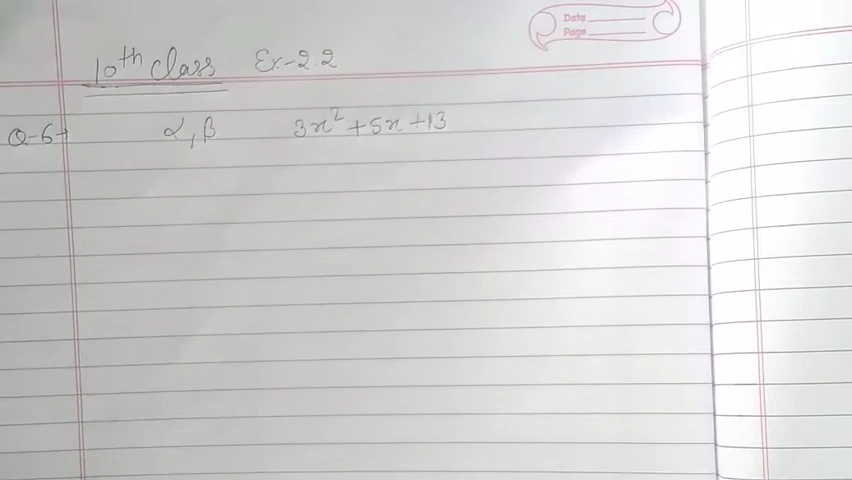 Date
Page
10th class Ex-2.2
Q-6→ α, β 3x² + 5x + 13